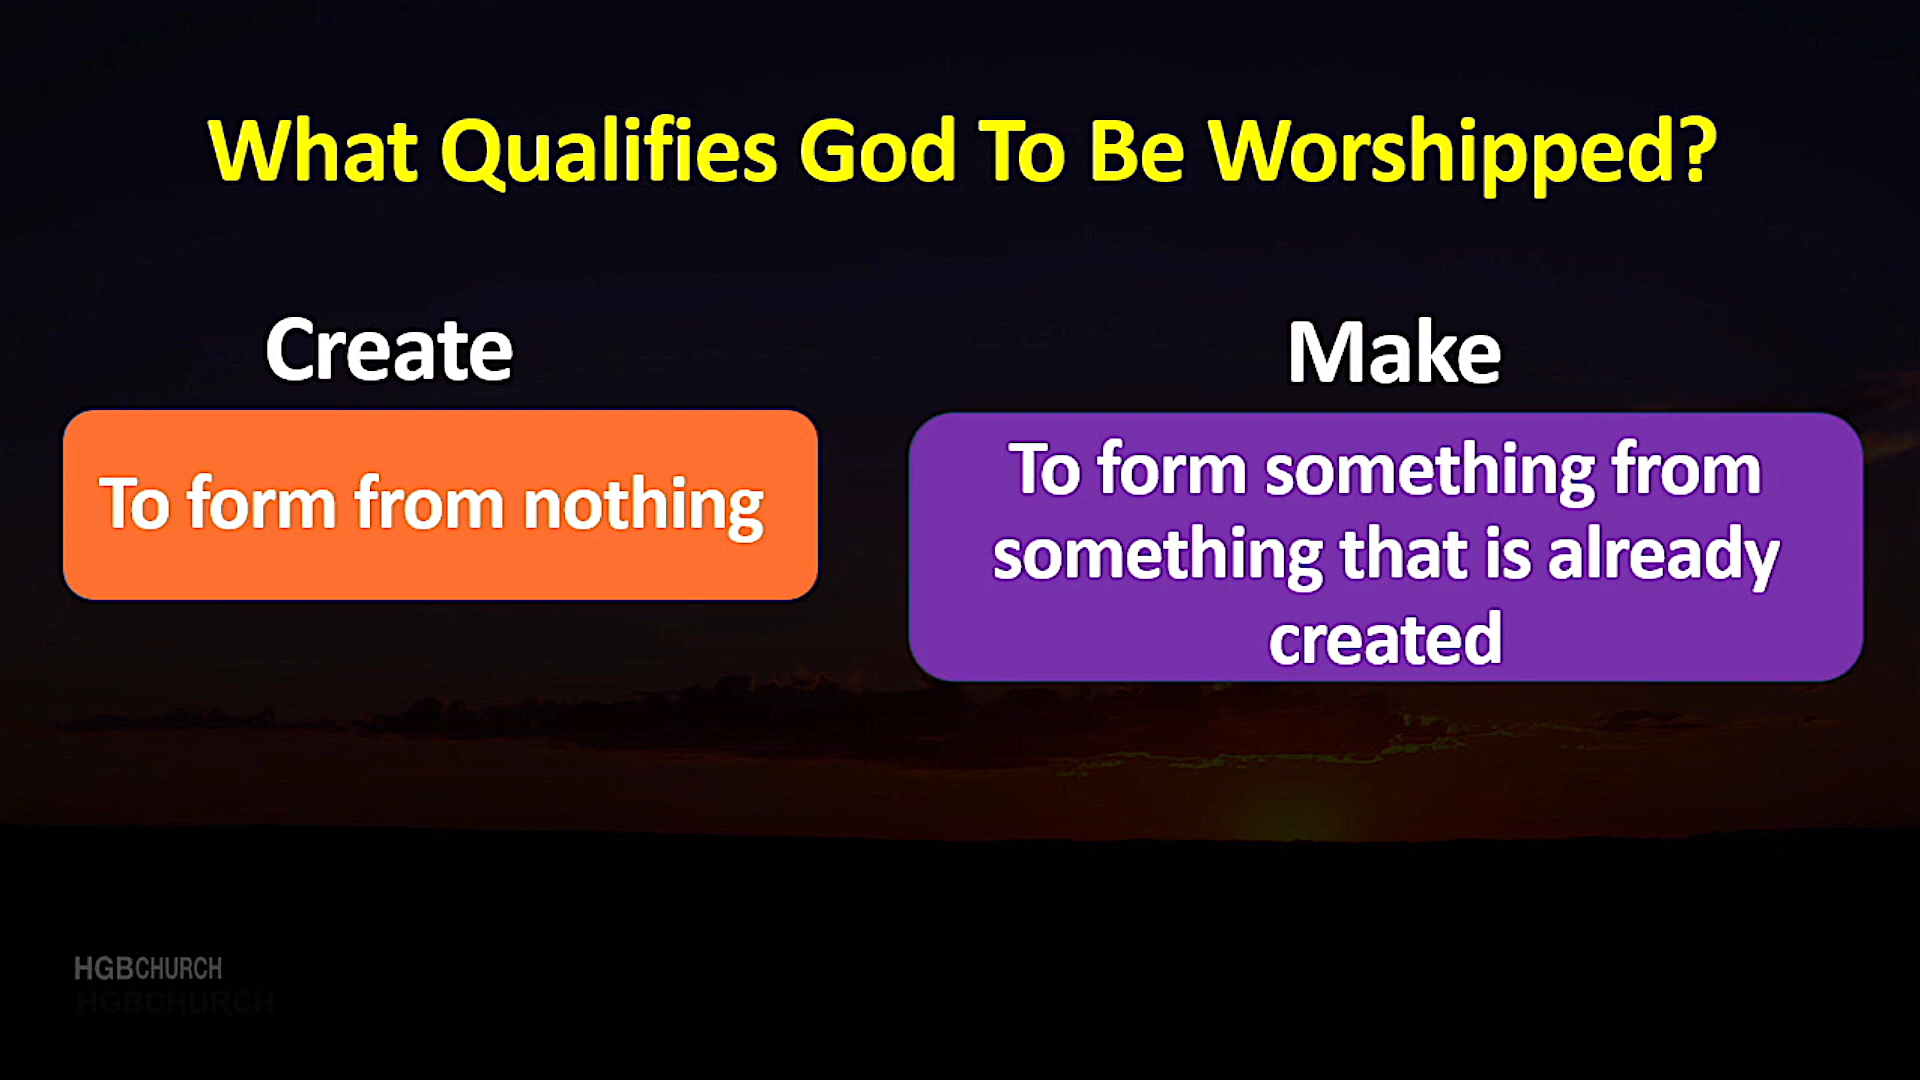 What Qualifies God To Be Worshipped?
Create
To form from nothing
Make
To form something from
something that is already
created
HGBCHURCH
HGBCHURCH